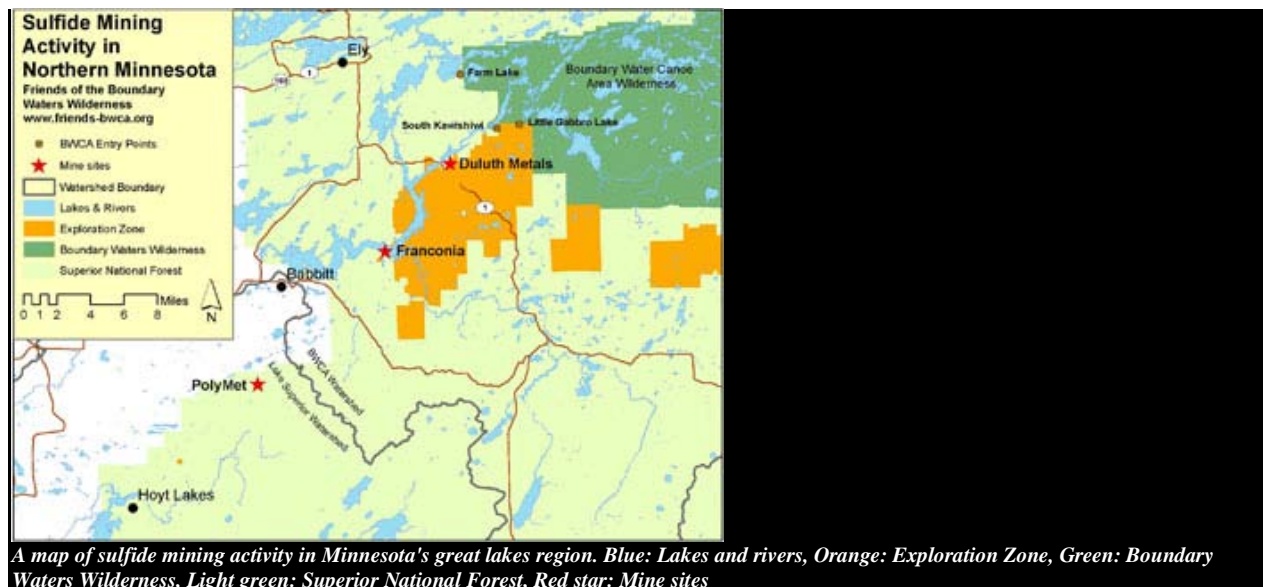 Sulfide Mining
Activity in
Northern Minnesota
Friends of the Boundary
Waters Wilderness
www.friends-bwca.org
BWCA Entry Points
Mine sites
Watershed Boundary
Lakes & Rivers
Exploration Zone
Boundary Waters Wilderness
Superior National Forest
Miles
0 1 2 4 6 8
N
Ely
1
169
Farm Lake
Boundary Water Canoe
Area Wilderness
South Kawishiwi
Little Gabbro Lake
Duluth Metals
1
Franconia
Babbitt
BWCA Watershed
Lake Superior Watershed
PolyMet
Hoyt Lakes
A map of sulfide mining activity in Minnesota's great lakes region. Blue: Lakes and rivers, Orange: Exploration Zone, Green: Boundary
Waters Wilderness, Light green: Superior National Forest, Red star: Mine sites